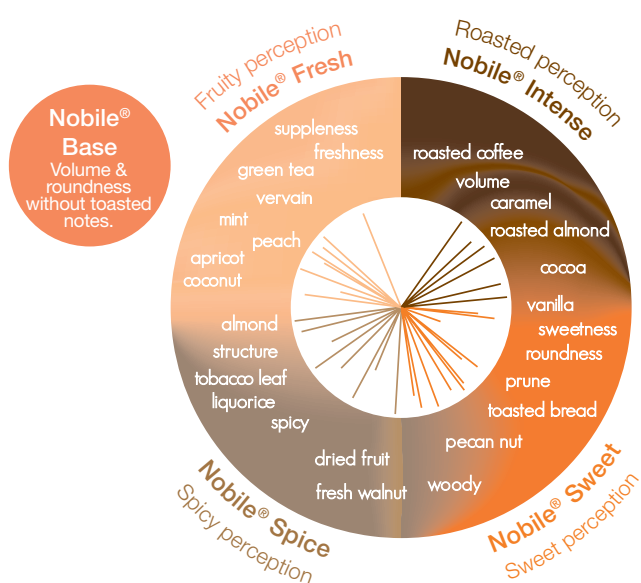 Fruity perception
Nobile® Fresh
Roasted perception
Nobile® Intense
Nobile®
Base
Volume &
roundness
without toasted
notes.
suppleness
freshness
green tea
vervain
mint
peach
apricot
coconut
almond
structure
tobacco leaf
liquorice
spicy
dried fruit
fresh walnut
roasted coffee
volume
caramel
roasted almond
cocoa
vanilla
sweetness
roundness
prune
toasted bread
pecan nut
woody
Nobile® Spice
Spicy perception
Nobile® Sweet
Sweet perception